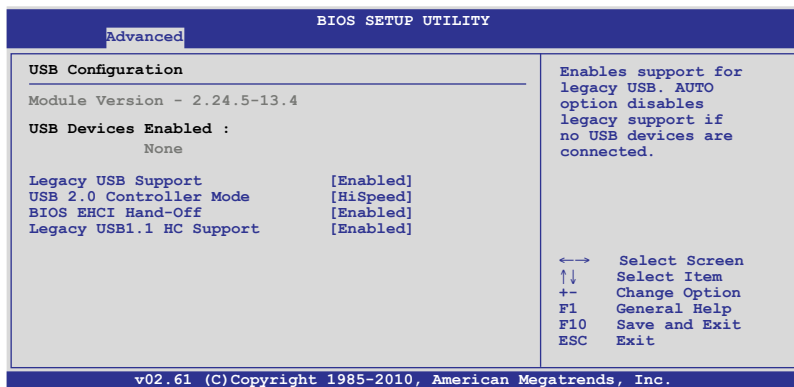 BIOS SETUP UTILITY
Advanced
USB Configuration
Module Version - 2.24.5-13.4
USB Devices Enabled :
None
Legacy USB Support [Enabled]
USB 2.0 Controller Mode [HiSpeed]
BIOS EHCI Hand-Off [Enabled]
Legacy USB1.1 HC Support [Enabled]
Enables support for
legacy USB. AUTO
option disables
legacy support if
no USB devices are
connected.
←→ Select Screen
↑↓ Select Item
+- Change Option
F1 General Help
F10 Save and Exit
ESC Exit
v02.61 (C)Copyright 1985-2010, American Megatrends, Inc.